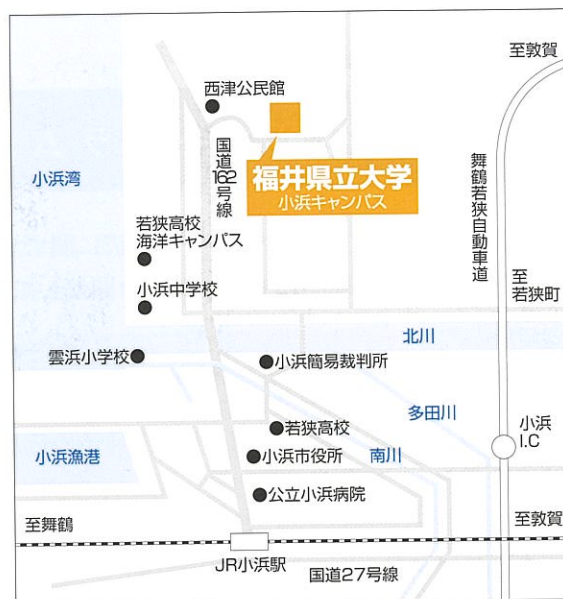 至敦賀
西津公民館
福井県立大学
小浜キャンパス
国道162号線
小浜湾
舞鶴若狭自動車道
若狭高校
海洋キャンパス
至
若狭町
小浜中学校
北川
雲浜小学校
小浜簡易裁判所
多田川
小浜
I.C
若狭高校
小浜市役所
南川
小浜漁港
公立小浜病院
至舞鶴
至敦賀
JR小浜駅
国道27号線